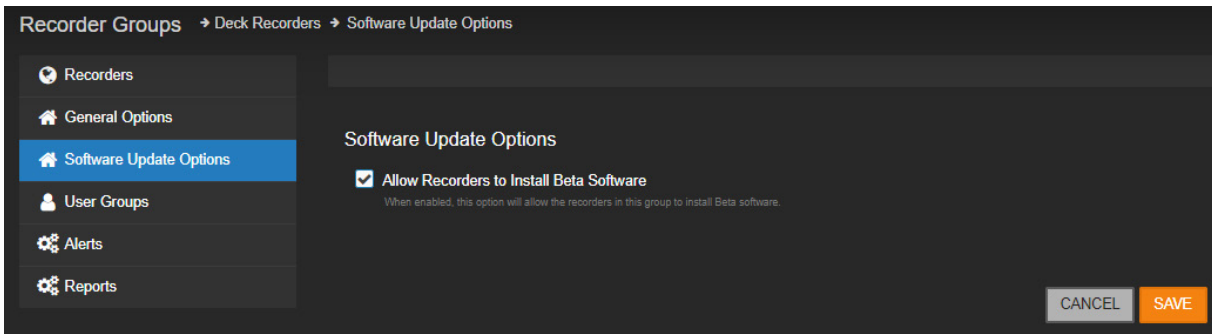 Recorder Groups → Deck Recorders → Software Update Options
Recorders
General Options
Software Update Options
User Groups
Alerts
Reports
Software Update Options
Allow Recorders to Install Beta Software
When enabled, this option will allow the recorders in this group to install Beta software.
CANCEL SAVE